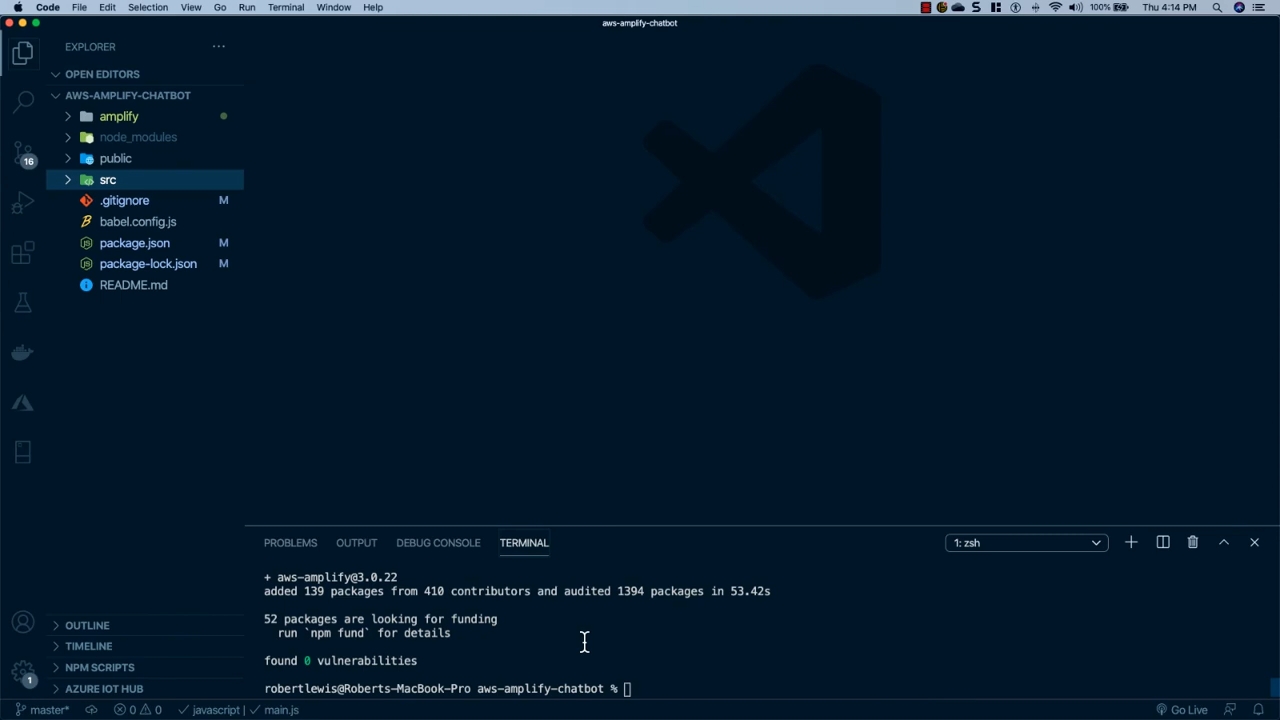 Code File Edit Selection View Go Run Terminal Window Help 100% Thu 4:14 PM
aws-amplify-chatbot
EXPLORER
OPEN EDITORS
AWS-AMPLIFY-CHATBOT
amplify
node_modules
public
src
.gitignore M
babel.config.js
package.json M
package-lock.json M
README.md
16
1
OUTLINE
TIMELINE
NPM SCRIPTS
AZURE IOT HUB
PROBLEMS OUTPUT DEBUG CONSOLE TERMINAL 1: zsh
+ aws-amplify@3.0.22
added 139 packages from 410 contributors and audited 1394 packages in 53.42s
52 packages are looking for funding
run `npm fund` for details
found 0 vulnerabilities
robertlewis@Roberts-MacBook-Pro aws-amplify-chatbot %
master* 0 0 javascript | main.js Go Live